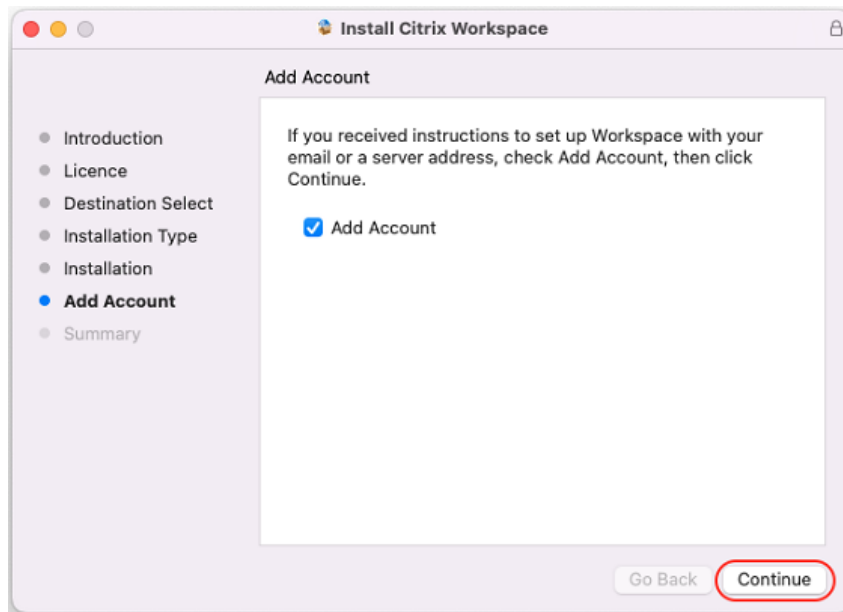 Install Citrix Workspace
Add Account
Introduction
Licence
Destination Select
Installation Type
Installation
Add Account
Summary
If you received instructions to set up Workspace with your
email or a server address, check Add Account, then click
Continue.
Add Account
Go Back
Continue